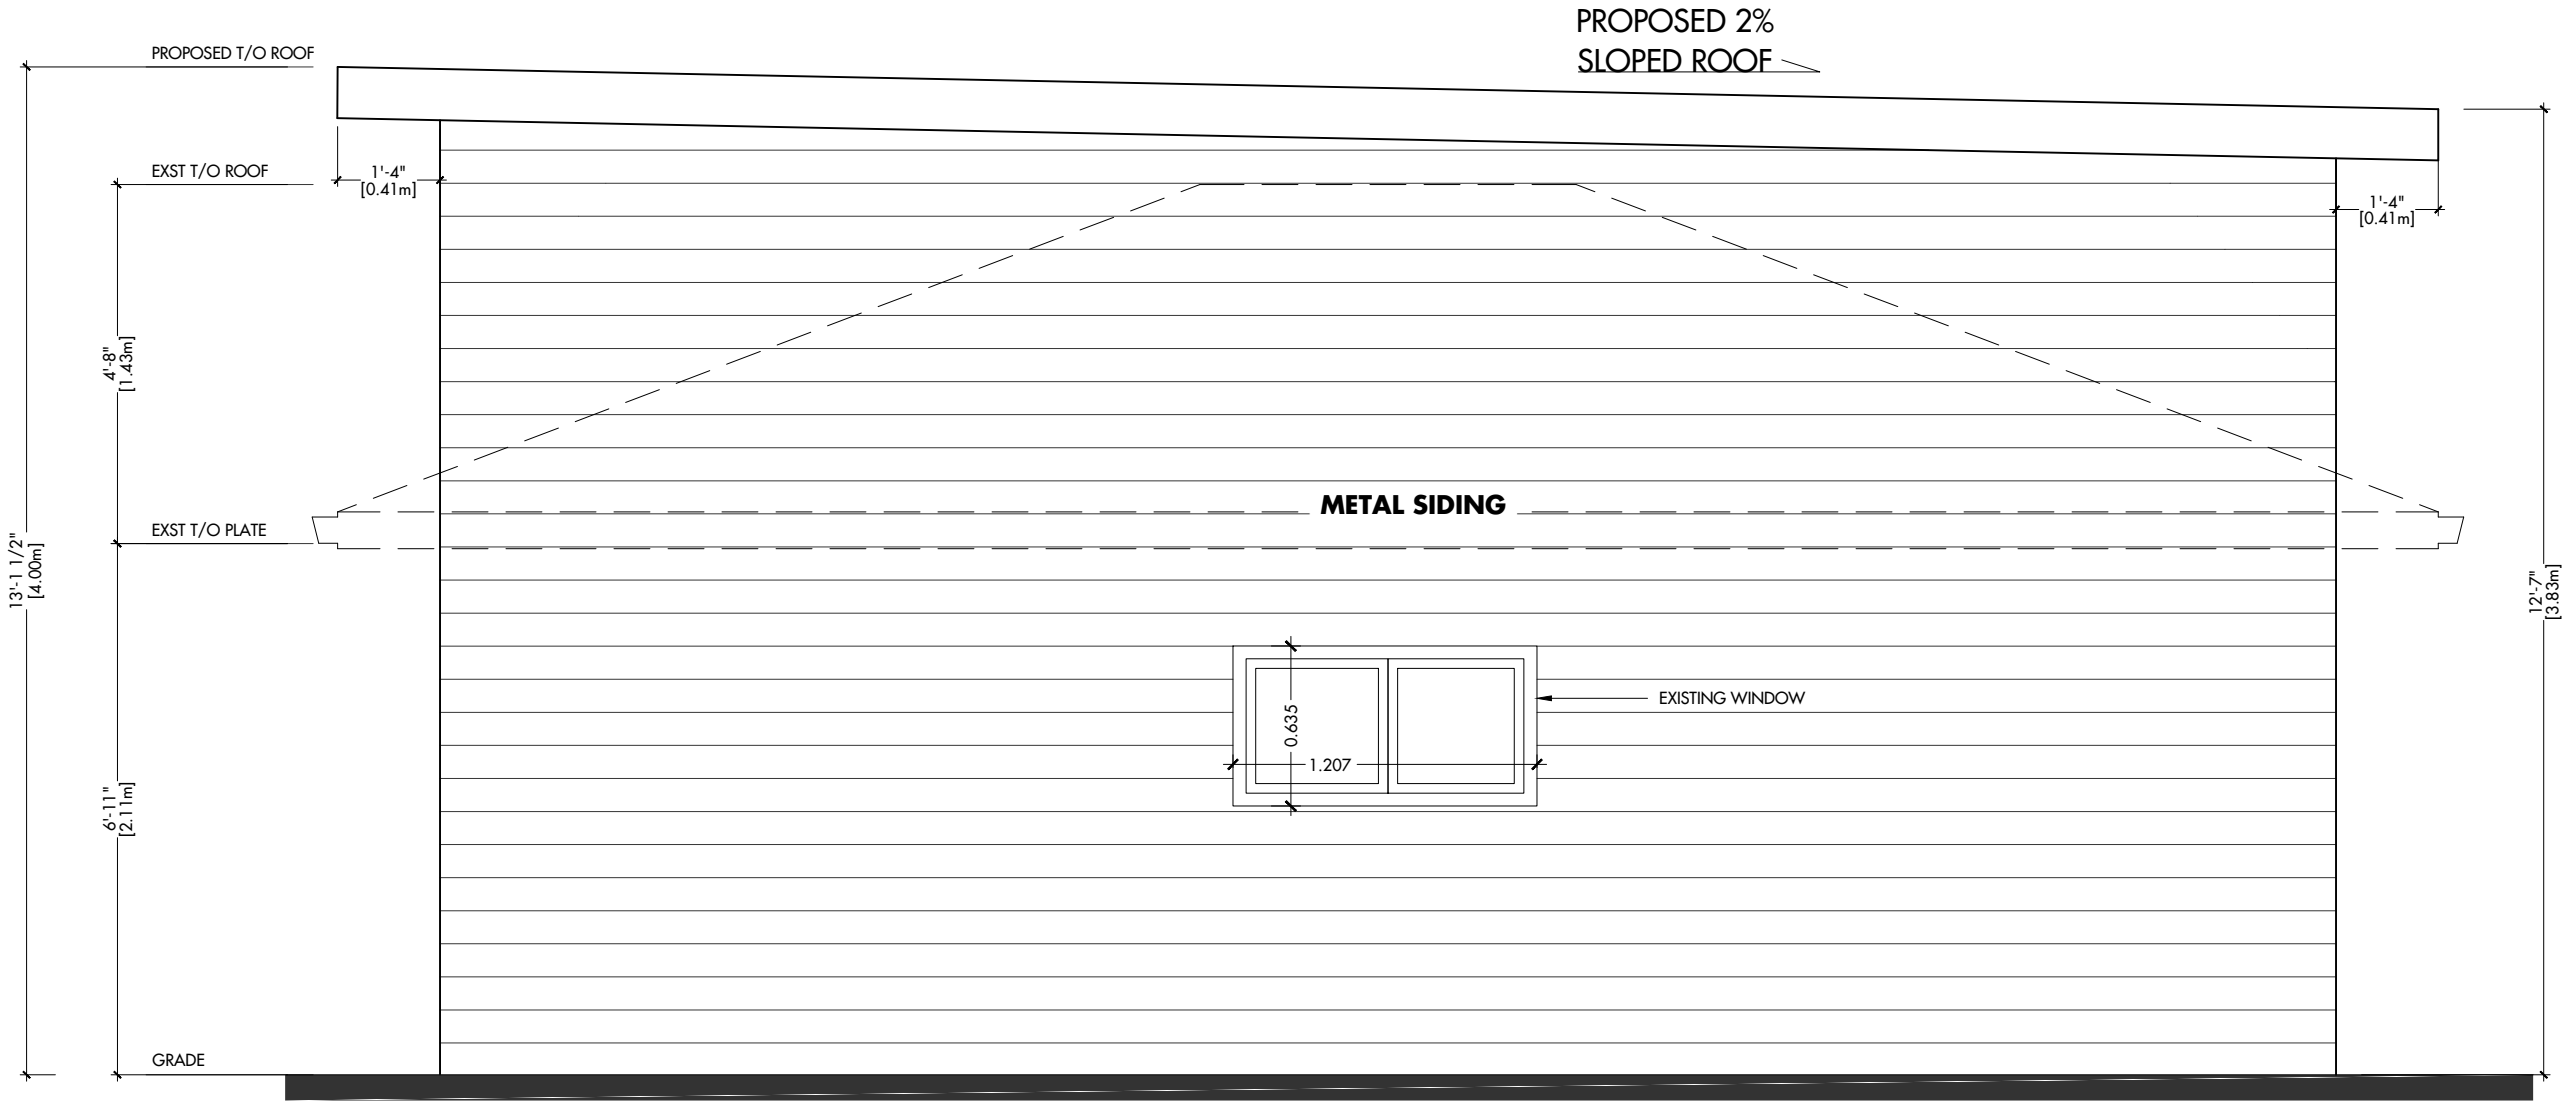 PROPOSED 2%
SLOPED ROOF
PROPOSED T/O ROOF
EXST T/O ROOF
1'-4"
[0.41m]
1'-4"
[0.41m]
4'-8"
[1.43m]
METAL SIDING
EXST T/O PLATE
13'-1 1/2"
[4.00m]
12'-7"
[3.83m]
EXISTING WINDOW
0.635
1.207
6'-11"
[2.11m]
GRADE